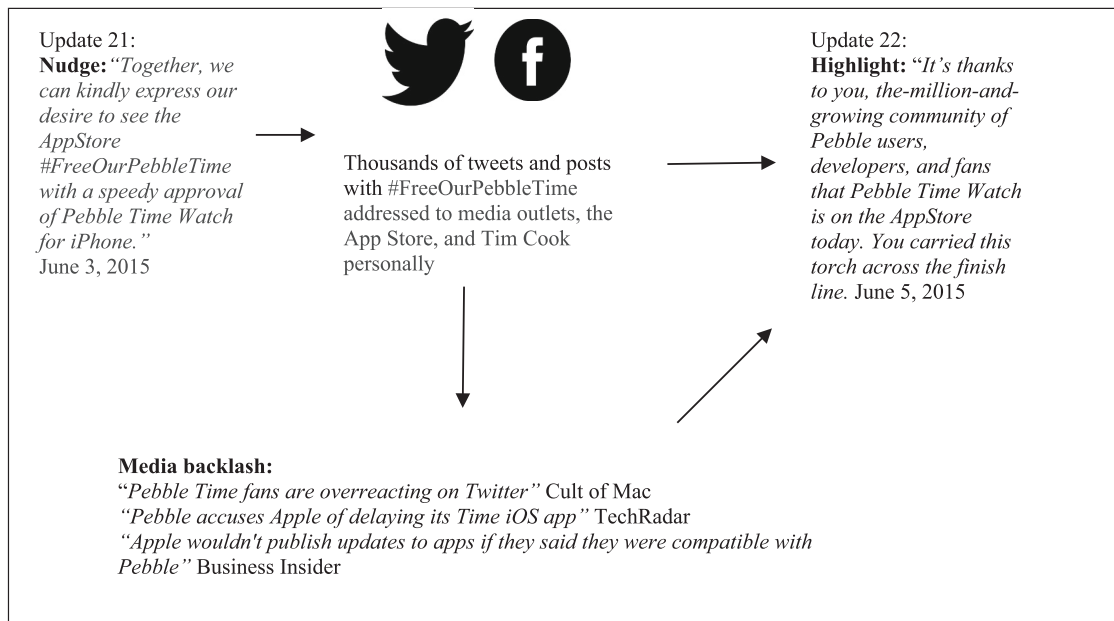 Update 21:
Nudge:“Together, we
can kindly express our
desire to see the
AppStore
#FreeOurPebbleTime
with a speedy approval
of Pebble Time Watch
for iPhone.”
June 3, 2015
Thousands of tweets and posts
with #FreeOurPebbleTime
addressed to media outlets, the
App Store, and Tim Cook
personally
Update 22:
Highlight: “It’s thanks
to you, the-million-and-
growing community of
Pebble users,
developers, and fans
that Pebble Time Watch
is on the AppStore
today. You carried this
torch across the finish
line. June 5, 2015
Media backlash:
“Pebble Time fans are overreacting on Twitter” Cult of Mac
“Pebble accuses Apple of delaying its Time iOS app” TechRadar
“Apple wouldn't publish updates to apps if they said they were compatible with
Pebble” Business Insider